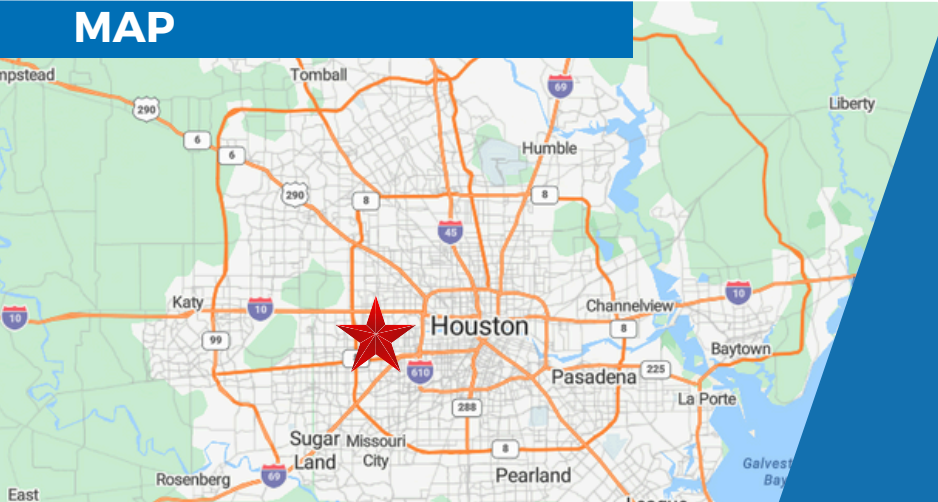 MAP
mpstead
Tomball
69
290
Liberty
6
6
Humble
290
8
8
45
Katy
10
10
10
Channelview
Houston
8
99
Baytown
610
Pasadena
225
La Porte
288
Sugar
Land
Missouri
City
8
Pearland
Rosenberg
69
Galvest
Bay
East
League